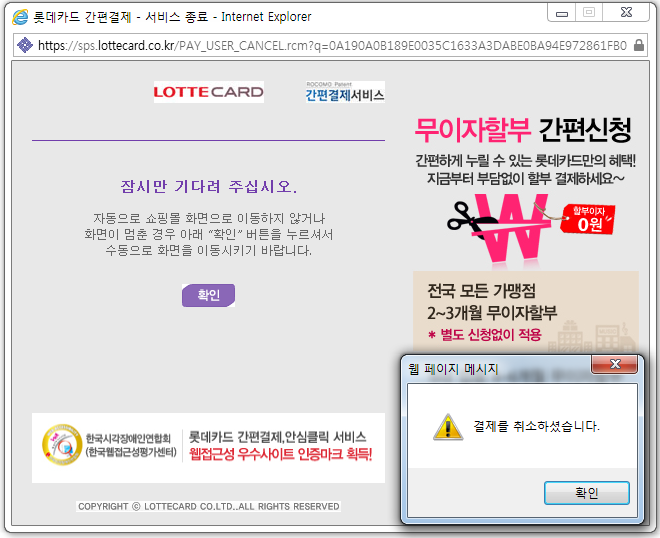 롯데카드 간편결제 - 서비스 종료 - Internet Explorer
https://sps.lottecard.co.kr/PAY_USER_CANCEL.rcm?q=0A190A0B189E0035C1633A3DABE0BA94E972861FB0
LOTTE CARD
ROCOMO Patent
간편결제서비스
잠시만 기다려 주십시오.
자동으로 쇼핑몰 화면으로 이동하지 않거나
화면이 멈춘 경우 아래 “확인” 버튼을 누르셔서
수동으로 화면을 이동시키기 바랍니다.
확인
한국시각장애인연합회
(한국웹접근성평가센터)
롯데카드 간편결제,안심클릭 서비스
웹접근성 우수사이트 인증마크 획득!
COPYRIGHT ⓒ LOTTECARD CO.LTD..ALL RIGHTS RESERVED
무이자할부 간편신청
간편하게 누릴 수 있는 롯데카드만의 혜택!
지금부터 부담없이 할부 결제하세요~
할부이자
0원
전국 모든 가맹점
2~3개월 무이자할부
* 별도 신청없이 적용
웹 페이지 메시지
결제를 취소하셨습니다.
확인